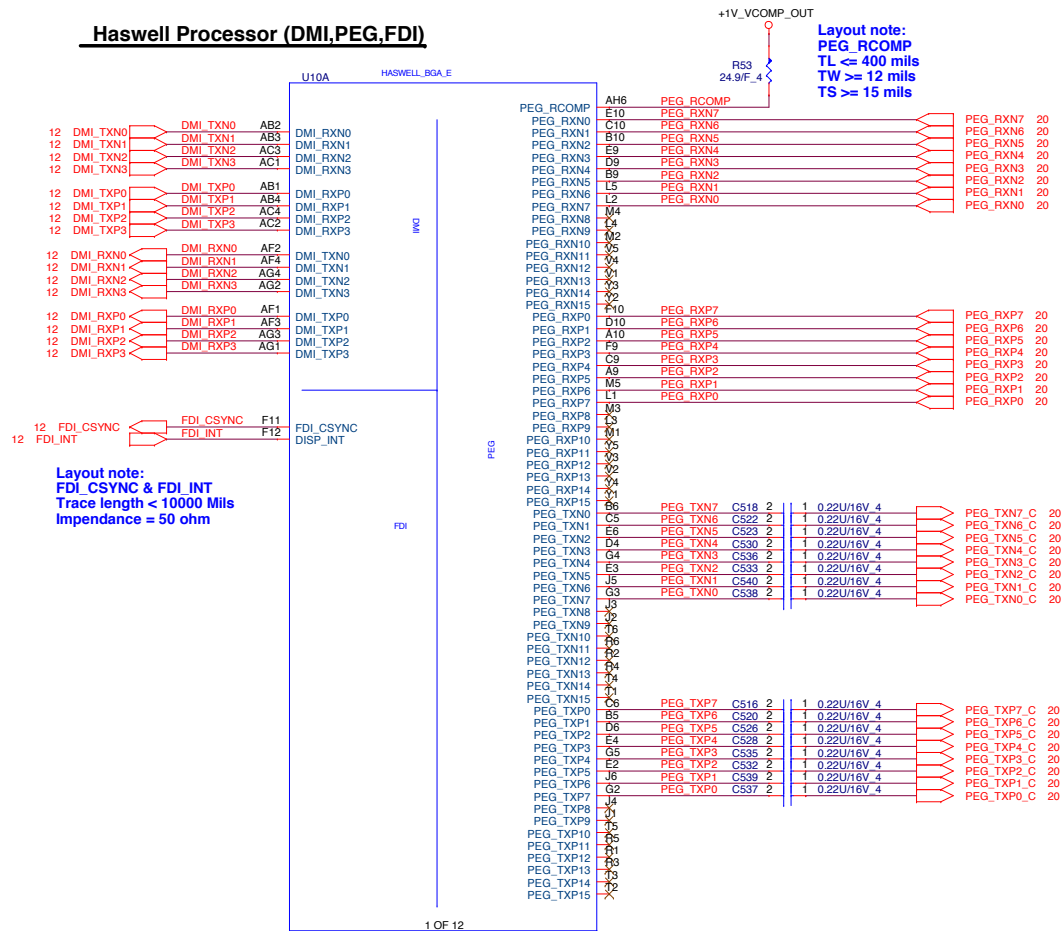 Haswell Processor (DMI,PEG,FDI)
+1V_VCOMP_OUT
Layout note:
PEG_RCOMP
TL <= 400 mils
TW >= 12 mils
TS >= 15 mils
R53
24.9/F_4
U10A
HASWELL_BGA_E
PEG_RCOMP AH6 PEG_RCOMP
12 DMI_TXN0 DMI_TXN0 AB2 DMI_RXN0
12 DMI_TXN1 DMI_TXN1 AB3 DMI_RXN1
12 DMI_TXN2 DMI_TXN2 AC3 DMI_RXN2
12 DMI_TXN3 DMI_TXN3 AC1 DMI_RXN3
12 DMI_TXP0 DMI_TXP0 AB1 DMI_RXP0
12 DMI_TXP1 DMI_TXP1 AB4 DMI_RXP1
12 DMI_TXP2 DMI_TXP2 AC4 DMI_RXP2
12 DMI_TXP3 DMI_TXP3 AC2 DMI_RXP3
12 DMI_RXN0 DMI_RXN0 AF2 DMI_TXN0
12 DMI_RXN1 DMI_RXN1 AF4 DMI_TXN1
12 DMI_RXN2 DMI_RXN2 AG4 DMI_TXN2
12 DMI_RXN3 DMI_RXN3 AG2 DMI_TXN3
12 DMI_RXP0 DMI_RXP0 AF1 DMI_TXP0
12 DMI_RXP1 DMI_RXP1 AF3 DMI_TXP1
12 DMI_RXP2 DMI_RXP2 AG3 DMI_TXP2
12 DMI_RXP3 DMI_RXP3 AG1 DMI_TXP3
12 FDI_CSYNC FDI_CSYNC F11 FDI_CSYNC
12 FDI_INT FDI_INT F12 DISP_INT
Layout note:
FDI_CSYNC & FDI_INT
Trace length < 10000 Mils
Impendance = 50 ohm
DMI
PEG
FDI
PEG_RXN0 E10 PEG_RXN7 PEG_RXN7 20
PEG_RXN1 C10 PEG_RXN6 PEG_RXN6 20
PEG_RXN2 B10 PEG_RXN5 PEG_RXN5 20
PEG_RXN3 E9 PEG_RXN4 PEG_RXN4 20
PEG_RXN4 D9 PEG_RXN3 PEG_RXN3 20
PEG_RXN5 B9 PEG_RXN2 PEG_RXN2 20
PEG_RXN6 L5 PEG_RXN1 PEG_RXN1 20
PEG_RXN7 L2 PEG_RXN0 PEG_RXN0 20
PEG_RXN8 M4
PEG_RXN9 L4
PEG_RXN10 M2
PEG_RXN11 V5
PEG_RXN12 V4
PEG_RXN13 V1
PEG_RXN14 Y3
PEG_RXN15 Y2
PEG_RXP0 F10 PEG_RXP7 PEG_RXP7 20
PEG_RXP1 D10 PEG_RXP6 PEG_RXP6 20
PEG_RXP2 A10 PEG_RXP5 PEG_RXP5 20
PEG_RXP3 F9 PEG_RXP4 PEG_RXP4 20
PEG_RXP4 C9 PEG_RXP3 PEG_RXP3 20
PEG_RXP5 A9 PEG_RXP2 PEG_RXP2 20
PEG_RXP6 M5 PEG_RXP1 PEG_RXP1 20
PEG_RXP7 L1 PEG_RXP0 PEG_RXP0 20
PEG_RXP8 M3
PEG_RXP9 L3
PEG_RXP10 M1
PEG_RXP11 Y5
PEG_RXP12 V3
PEG_RXP13 V2
PEG_RXP14 Y4
PEG_RXP15 Y1
PEG_TXN0 B6 PEG_TXN7 C518 2 1 0.22U/16V_4 PEG_TXN7_C 20
PEG_TXN1 C5 PEG_TXN6 C522 2 1 0.22U/16V_4 PEG_TXN6_C 20
PEG_TXN2 E6 PEG_TXN5 C523 2 1 0.22U/16V_4 PEG_TXN5_C 20
PEG_TXN3 D4 PEG_TXN4 C530 2 1 0.22U/16V_4 PEG_TXN4_C 20
PEG_TXN4 G4 PEG_TXN3 C536 2 1 0.22U/16V_4 PEG_TXN3_C 20
PEG_TXN5 E3 PEG_TXN2 C533 2 1 0.22U/16V_4 PEG_TXN2_C 20
PEG_TXN6 J5 PEG_TXN1 C540 2 1 0.22U/16V_4 PEG_TXN1_C 20
PEG_TXN7 G3 PEG_TXN0 C538 2 1 0.22U/16V_4 PEG_TXN0_C 20
PEG_TXN8 J3
PEG_TXN9 J2
PEG_TXN10 T6
PEG_TXN11 R6
PEG_TXN12 R2
PEG_TXN13 R4
PEG_TXN14 T4
PEG_TXN15 T1
PEG_TXP0 C6 PEG_TXP7 C516 2 1 0.22U/16V_4 PEG_TXP7_C 20
PEG_TXP1 B5 PEG_TXP6 C520 2 1 0.22U/16V_4 PEG_TXP6_C 20
PEG_TXP2 D6 PEG_TXP5 C526 2 1 0.22U/16V_4 PEG_TXP5_C 20
PEG_TXP3 E4 PEG_TXP4 C528 2 1 0.22U/16V_4 PEG_TXP4_C 20
PEG_TXP4 G5 PEG_TXP3 C535 2 1 0.22U/16V_4 PEG_TXP3_C 20
PEG_TXP5 E2 PEG_TXP2 C532 2 1 0.22U/16V_4 PEG_TXP2_C 20
PEG_TXP6 J6 PEG_TXP1 C539 2 1 0.22U/16V_4 PEG_TXP1_C 20
PEG_TXP7 G2 PEG_TXP0 C537 2 1 0.22U/16V_4 PEG_TXP0_C 20
PEG_TXP8 J4
PEG_TXP9 J1
PEG_TXP10 T5
PEG_TXP11 R5
PEG_TXP12 R1
PEG_TXP13 R3
PEG_TXP14 T3
PEG_TXP15 T2
1 OF 12